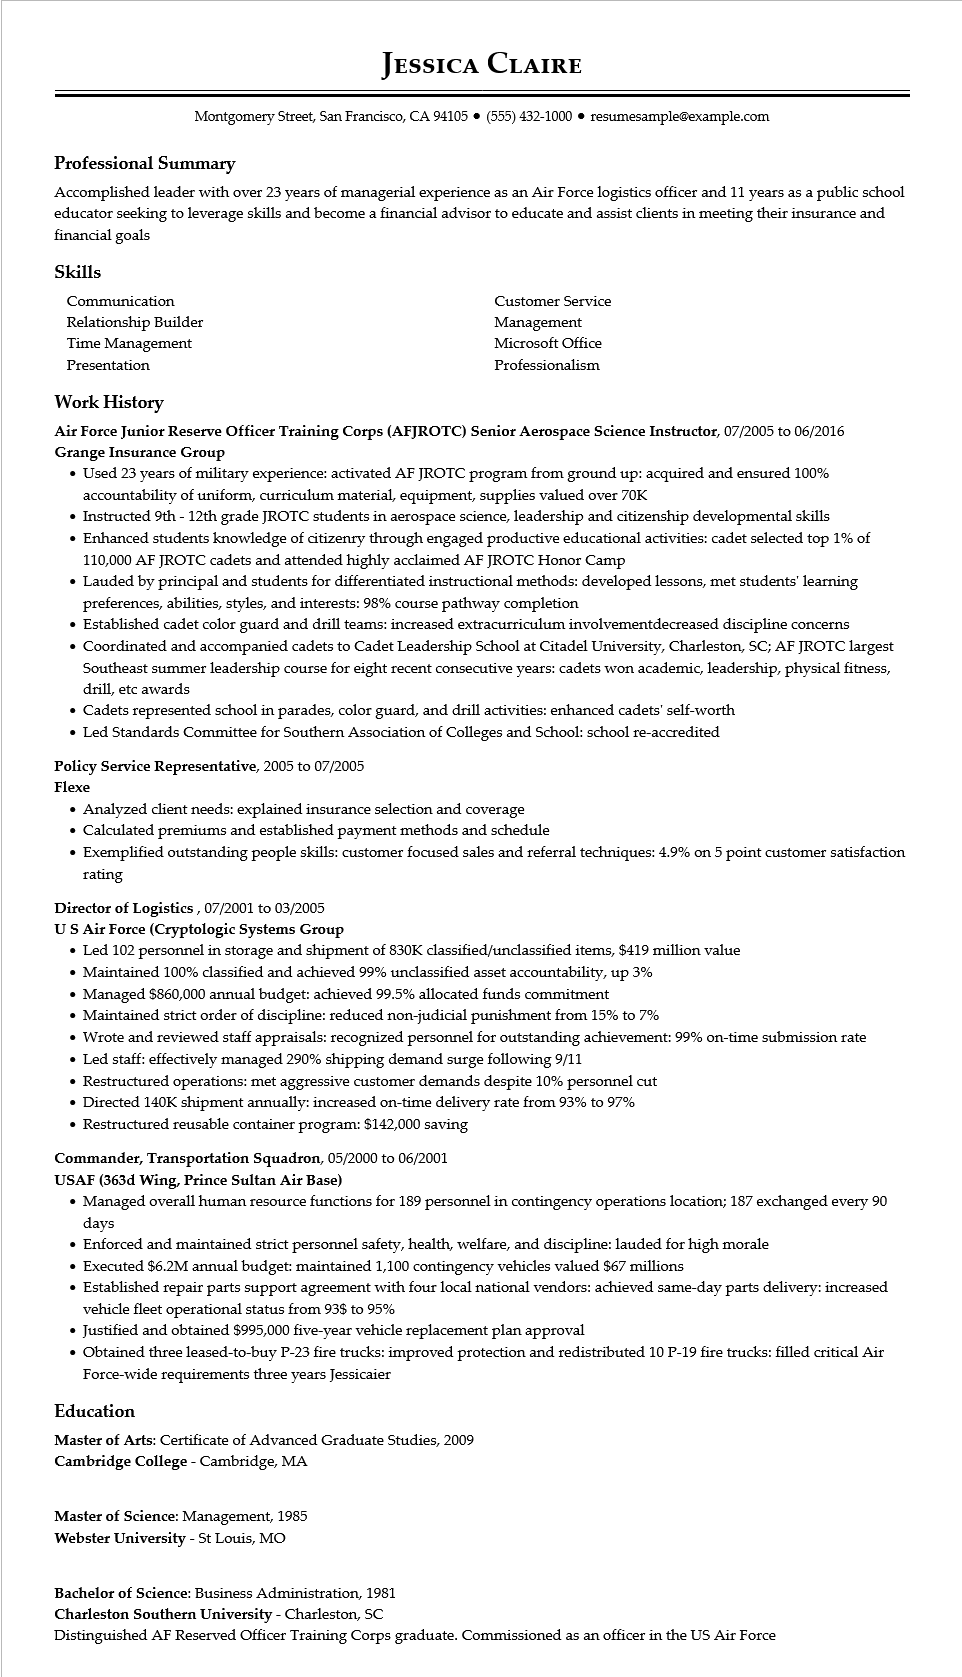 Jessica Claire
Montgomery Street, San Francisco, CA 94105 ● (555) 432-1000 ● resumesample@example.com
Professional Summary
Accomplished leader with over 23 years of managerial experience as an Air Force logistics officer and 11 years as a public school
educator seeking to leverage skills and become a financial advisor to educate and assist clients in meeting their insurance and
financial goals
Skills
Communication
Relationship Builder
Time Management
Presentation
Customer Service
Management
Microsoft Office
Professionalism
Work History
Air Force Junior Reserve Officer Training Corps (AFJROTC) Senior Aerospace Science Instructor, 07/2005 to 06/2016
Grange Insurance Group
• Used 23 years of military experience: activated AF JROTC program from ground up: acquired and ensured 100%
accountability of uniform, curriculum material, equipment, supplies valued over 70K
• Instructed 9th - 12th grade JROTC students in aerospace science, leadership and citizenship developmental skills
• Enhanced students knowledge of citizenry through engaged productive educational activities: cadet selected top 1% of
110,000 AF JROTC cadets and attended highly acclaimed AF JROTC Honor Camp
• Lauded by principal and students for differentiated instructional methods: developed lessons, met students' learning
preferences, abilities, styles, and interests: 98% course pathway completion
• Established cadet color guard and drill teams: increased extracurriculum involvementdecreased discipline concerns
• Coordinated and accompanied cadets to Cadet Leadership School at Citadel University, Charleston, SC; AF JROTC largest
Southeast summer leadership course for eight recent consecutive years: cadets won academic, leadership, physical fitness,
drill, etc awards
• Cadets represented school in parades, color guard, and drill activities: enhanced cadets' self-worth
• Led Standards Committee for Southern Association of Colleges and School: school re-accredited
Policy Service Representative, 2005 to 07/2005
Flexe
• Analyzed client needs: explained insurance selection and coverage
• Calculated premiums and established payment methods and schedule
• Exemplified outstanding people skills: customer focused sales and referral techniques: 4.9% on 5 point customer satisfaction
rating
Director of Logistics , 07/2001 to 03/2005
U S Air Force (Cryptologic Systems Group
• Led 102 personnel in storage and shipment of 830K classified/unclassified items, $419 million value
• Maintained 100% classified and achieved 99% unclassified asset accountability, up 3%
• Managed $860,000 annual budget: achieved 99.5% allocated funds commitment
• Maintained strict order of discipline: reduced non-judicial punishment from 15% to 7%
• Wrote and reviewed staff appraisals: recognized personnel for outstanding achievement: 99% on-time submission rate
• Led staff: effectively managed 290% shipping demand surge following 9/11
• Restructured operations: met aggressive customer demands despite 10% personnel cut
• Directed 140K shipment annually: increased on-time delivery rate from 93% to 97%
• Restructured reusable container program: $142,000 saving
Commander, Transportation Squadron, 05/2000 to 06/2001
USAF (363d Wing, Prince Sultan Air Base)
• Managed overall human resource functions for 189 personnel in contingency operations location; 187 exchanged every 90
days
• Enforced and maintained strict personnel safety, health, welfare, and discipline: lauded for high morale
• Executed $6.2M annual budget: maintained 1,100 contingency vehicles valued $67 millions
• Established repair parts support agreement with four local national vendors: achieved same-day parts delivery: increased
vehicle fleet operational status from 93$ to 95%
• Justified and obtained $995,000 five-year vehicle replacement plan approval
• Obtained three leased-to-buy P-23 fire trucks: improved protection and redistributed 10 P-19 fire trucks: filled critical Air
Force-wide requirements three years Jessicaier
Education
Master of Arts: Certificate of Advanced Graduate Studies, 2009
Cambridge College - Cambridge, MA
Master of Science: Management, 1985
Webster University - St Louis, MO
Bachelor of Science: Business Administration, 1981
Charleston Southern University - Charleston, SC
Distinguished AF Reserved Officer Training Corps graduate. Commissioned as an officer in the US Air Force